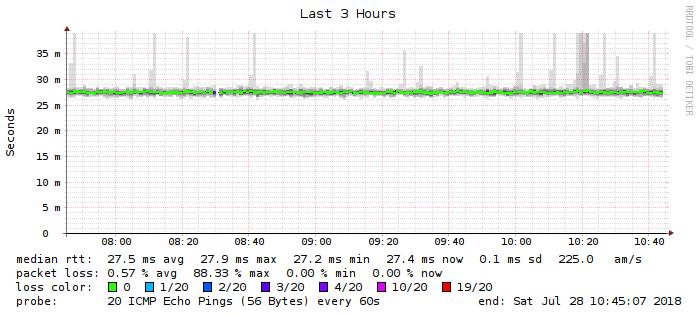 Last 3 Hours
RRDTOOL / TOBI OETIKER
Seconds
35 m
30 m
25 m
20 m
15 m
10 m
5 m
0
08:00 08:20 08:40 09:00 09:20 09:40 10:00 10:20 10:40
median rtt: 27.5 ms avg 27.9 ms max 27.2 ms min 27.4 ms now 0.1 ms sd 225.0 am/s
packet loss: 0.57 % avg 88.33 % max 0.00 % min 0.00 % now
loss color: 0 1/20 2/20 3/20 4/20 10/20 19/20
probe: 20 ICMP Echo Pings (56 Bytes) every 60s end: Sat Jul 28 10:45:07 2018